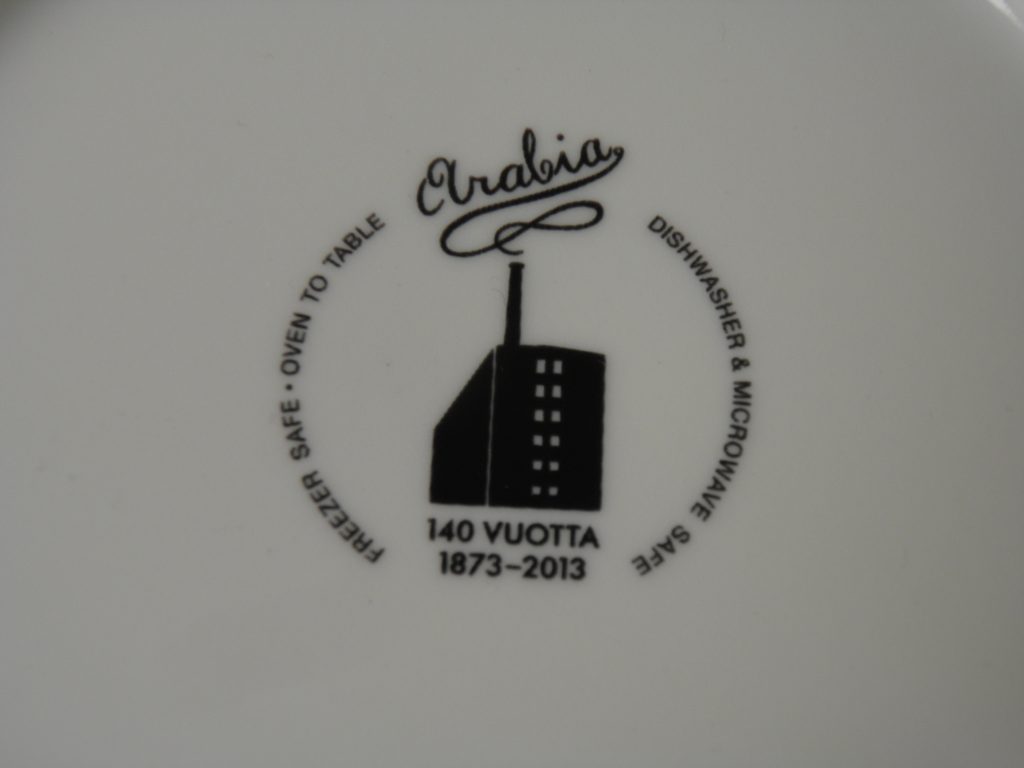 Arabia
FREEZER SAFE • OVEN TO TABLE
DISHWASHER & MICROWAVE SAFE
140 VUOTTA
1873–2013